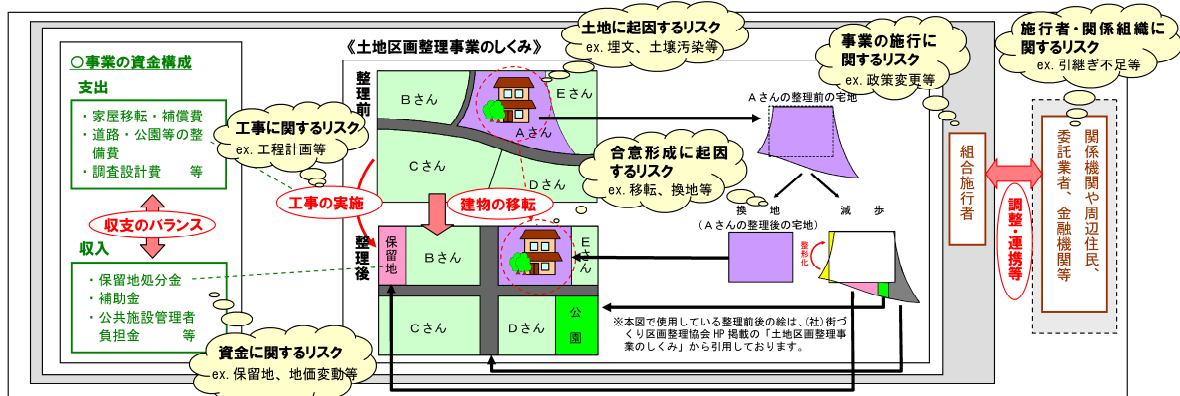 ○事業の資金構成
支出
・家屋移転・補償費
・道路・公園等の整
備費
・調査設計費　　等
収支のバランス
収入
・保留地処分金
・補助金
・公共施設管理者
負担金　　　等
工事に関するリスク
ex. 工程計画等
工事の実施
資金に関するリスク
ex. 保留地、地価変動等
《土地区画整理事業のしくみ》
整理前
Bさん
Aさん
Eさん
Cさん
Dさん
建物の移転
整理後
保留地
Bさん
Eさん
Cさん
Dさん
公園
土地に起因するリスク
ex. 埋文、土壌汚染等
合意形成に起因
するリスク
ex. 移転、換地等
Aさんの整理前の宅地
換　地
(Aさんの整理後の宅地)
減　歩
整形化
※本図で使用している整理前後の絵は、(社)街づ
くり区画整理協会 HP 掲載の「土地区画整理事
業のしくみ」から引用しております。
事業の施行に
関するリスク
ex. 政策変更等
施行者・関係組織に
関するリスク
ex. 引継ぎ不足等
組合施行者
調整・連携等
関係機関や周辺住民、
委託業者、金融機関等